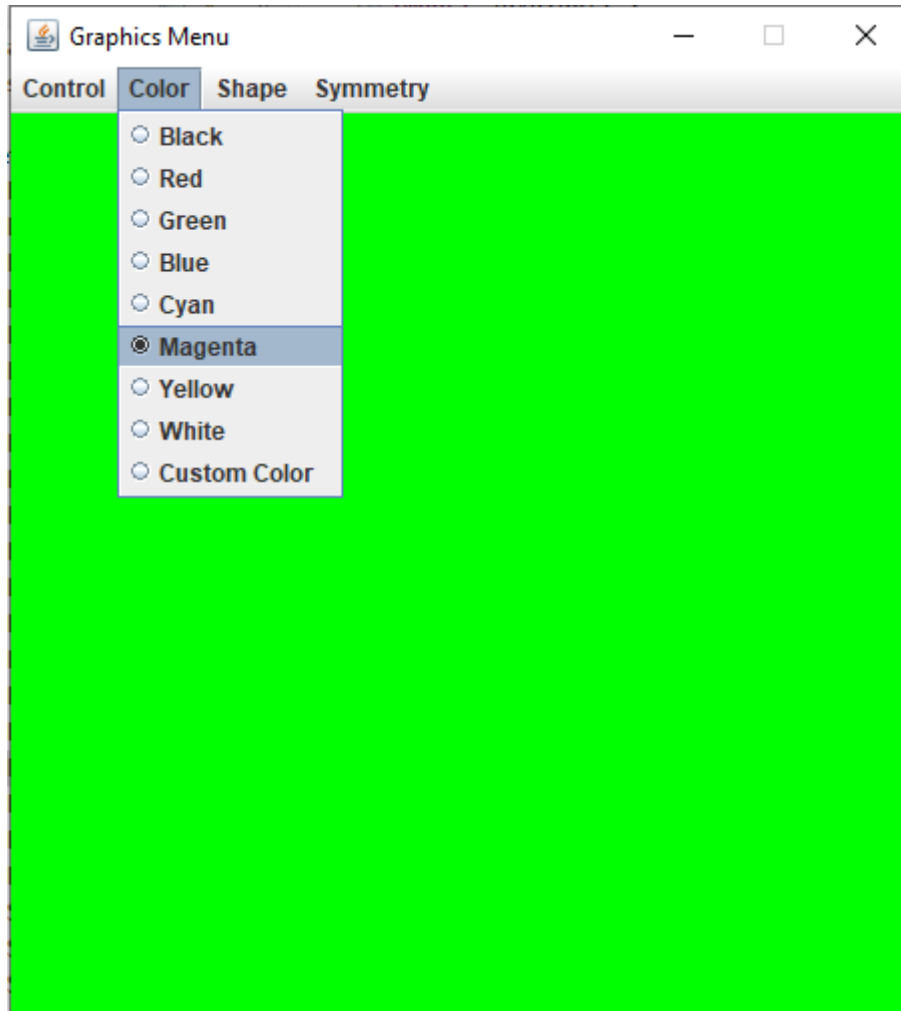 Graphics Menu
Control Color Shape Symmetry
Black
Red
Green
Blue
Cyan
Magenta
Yellow
White
Custom Color